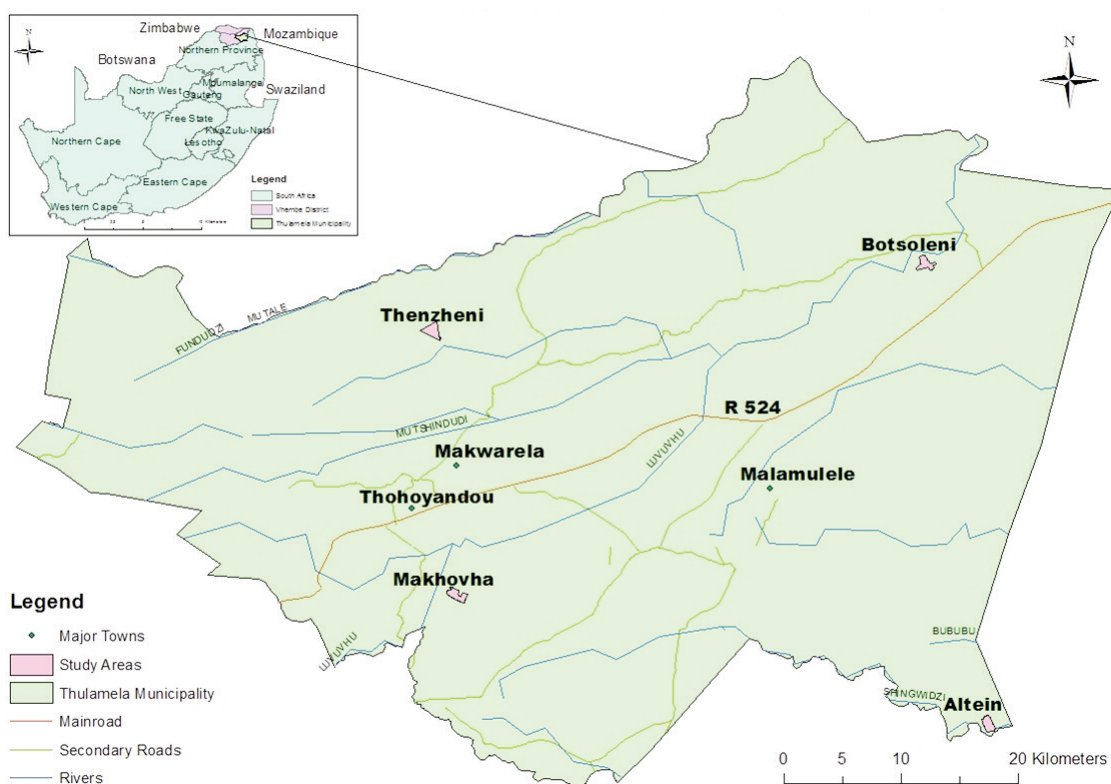 Zimbabwe
Mozambique
N
Northern Province
Botswana
Mpumalanga
North West
Gauteng
Swaziland
Free State
KwaZulu-Natal
Northern Cape
Lesotho
Eastern Cape
Western Cape
Legend
South Africa
Vhembe District
Thulamela Municipality
N
Botsoleni
Thenzheni
FUNDUDZI
MUTALE
R 524
MUTSHINDUDI
LUVUVHU
Makwarela
Malamulele
Thohoyandou
Makhovha
LUVUVHU
BUBUBU
SHINGWIDZI
Altein
Legend
Major Towns
Study Areas
Thulamela Municipality
Mainroad
Secondary Roads
Rivers
0 5 10 20 Kilometers